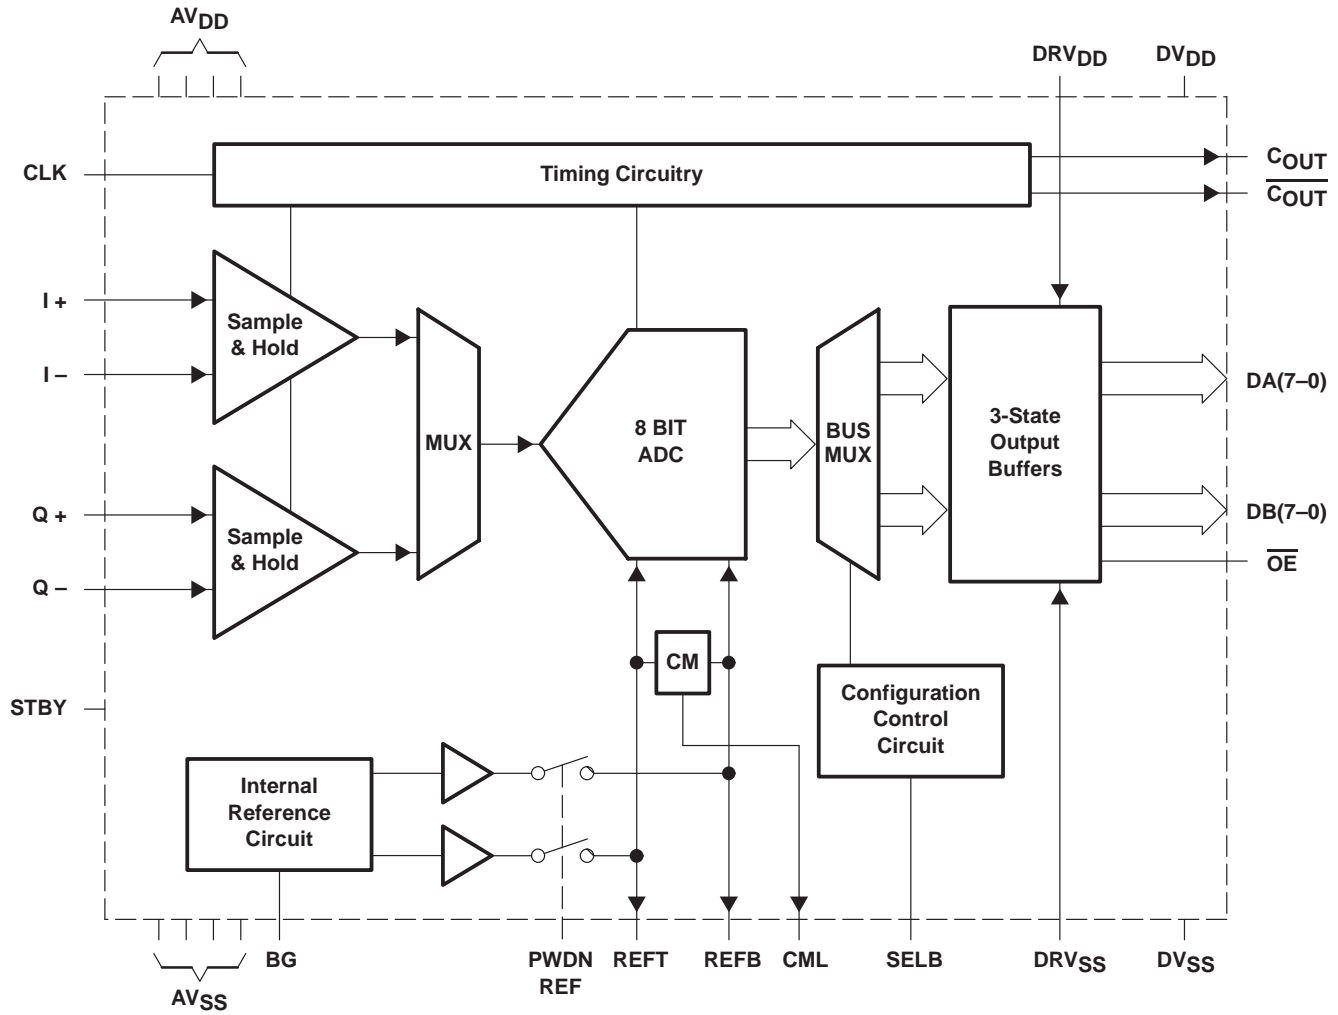 AVDD
DRVDD
DVDD
CLK
Timing Circuitry
COUT
COUT
I +
I –
Sample
& Hold
MUX
8 BIT
ADC
BUS
MUX
3-State
Output
Buffers
DA(7–0)
DB(7–0)
OE
Q +
Q –
Sample
& Hold
CM
STBY
Configuration
Control
Circuit
Internal
Reference
Circuit
AVSS
BG
PWDN
REF
REFT
REFB
CML
SELB
DRVSS
DVSS